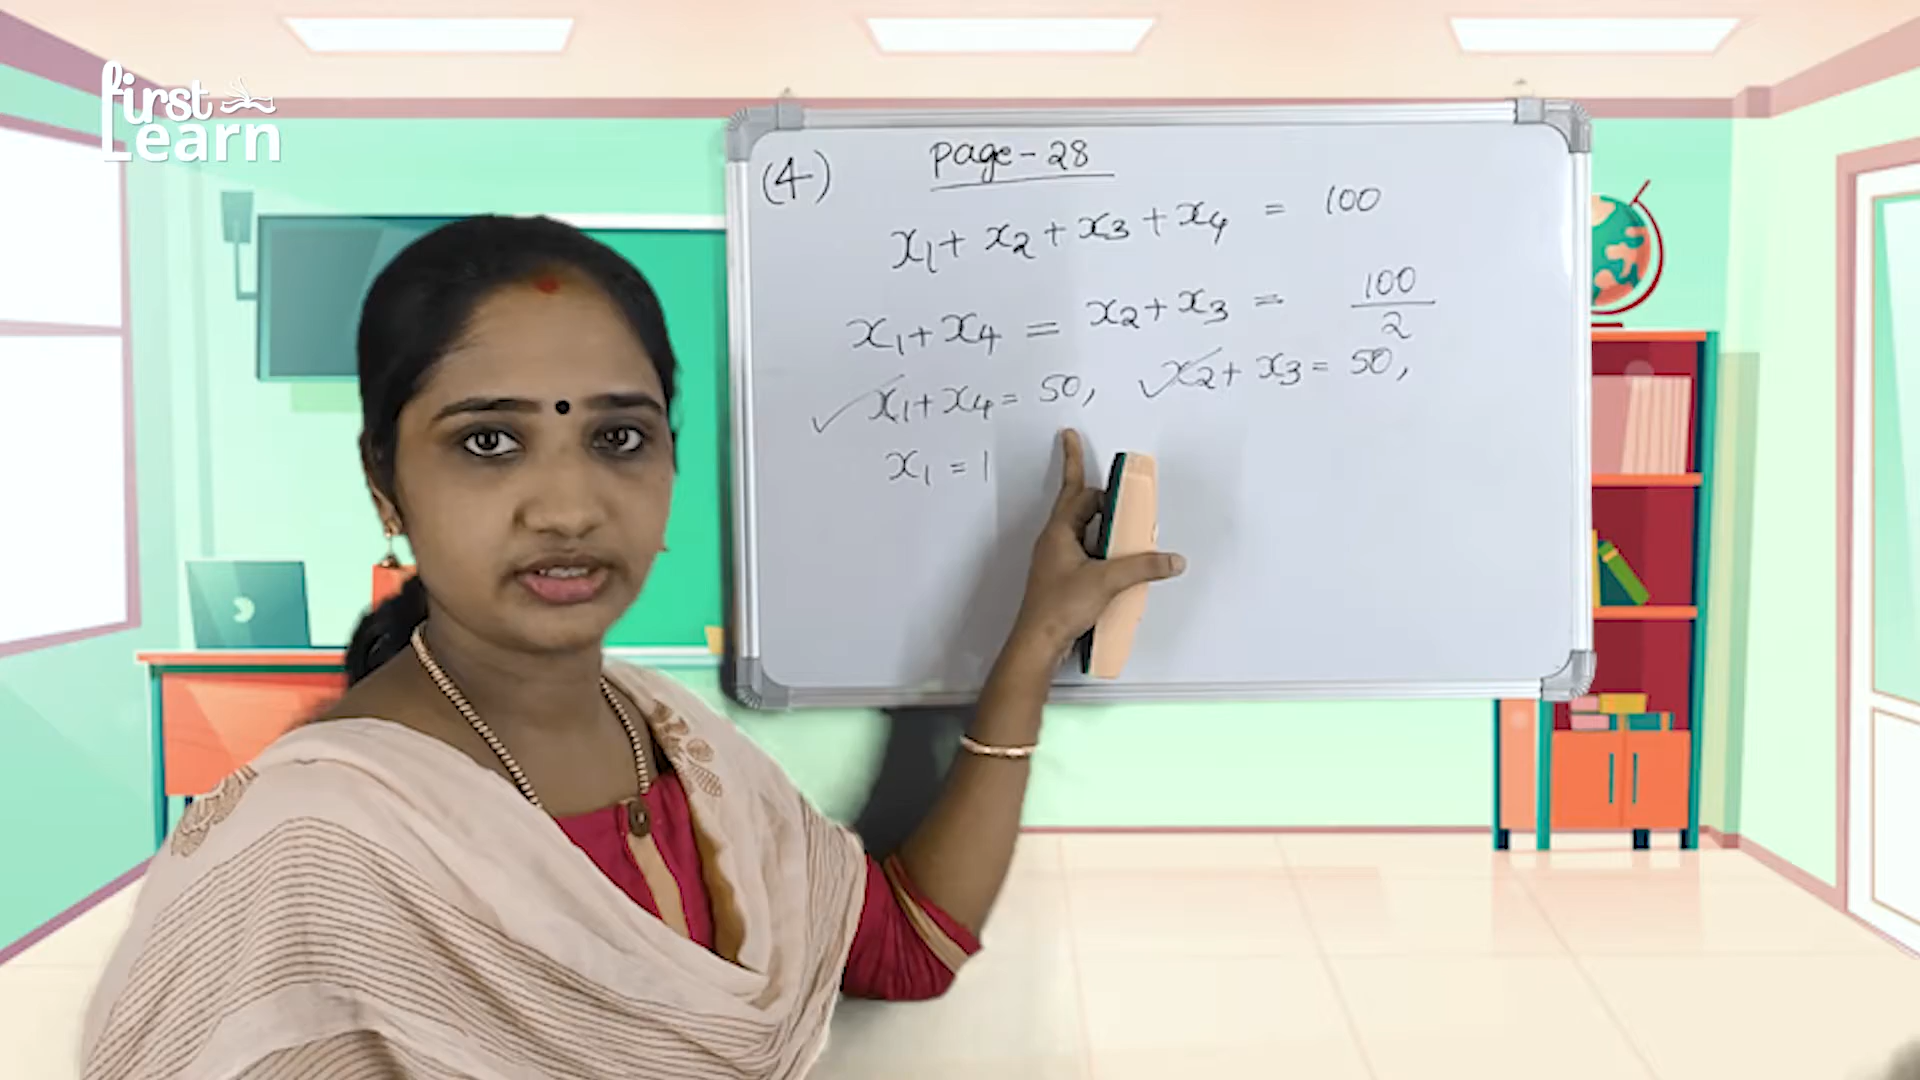 first
Learn
(4)
Page - 28
x₁ + x₂ + x₃ + x₄ = 100
x₁ + x₄ = x₂ + x₃ = 100/2
✓ x₁ + x₄ = 50, ✓ x₂ + x₃ = 50,
x₁ = 1